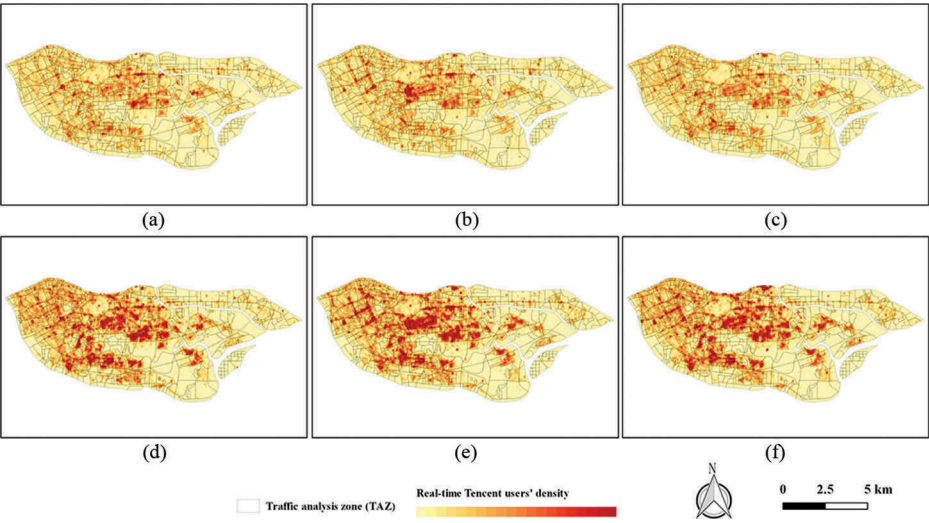 (a) (b) (c)
(d) (e) (f)
Real-time Tencent users' density
Traffic analysis zone (TAZ)
N
0 2.5 5 km